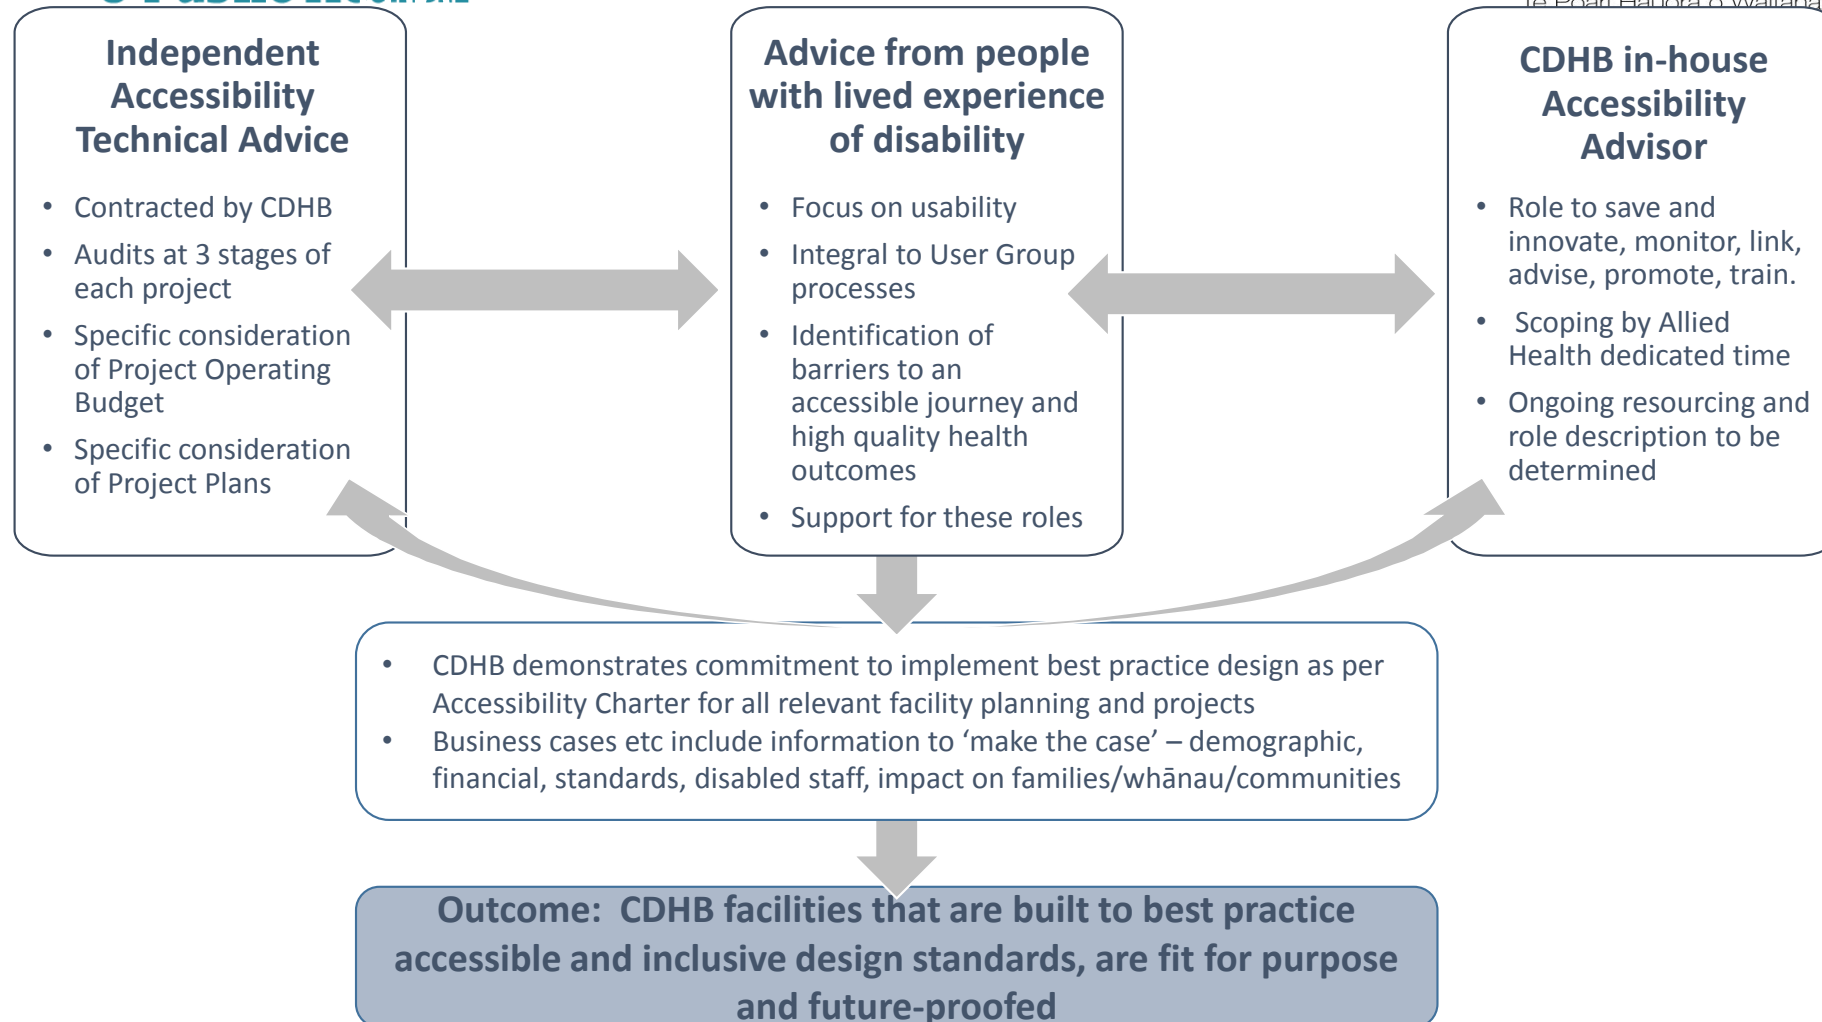 Independent
Accessibility
Technical Advice
• Contracted by CDHB
• Audits at 3 stages of
each project
• Specific consideration
of Project Operating
Budget
• Specific consideration
of Project Plans
Advice from people
with lived experience
of disability
• Focus on usability
• Integral to User Group
processes
• Identification of
barriers to an
accessible journey and
high quality health
outcomes
• Support for these roles
CDHB in-house
Accessibility
Advisor
• Role to save and
innovate, monitor, link,
advise, promote, train.
• Scoping by Allied
Health dedicated time
• Ongoing resourcing and
role description to be
determined
• CDHB demonstrates commitment to implement best practice design as per
Accessibility Charter for all relevant facility planning and projects
• Business cases etc include information to ‘make the case’ – demographic,
financial, standards, disabled staff, impact on families/whānau/communities
Outcome: CDHB facilities that are built to best practice
accessible and inclusive design standards, are fit for purpose
and future-proofed